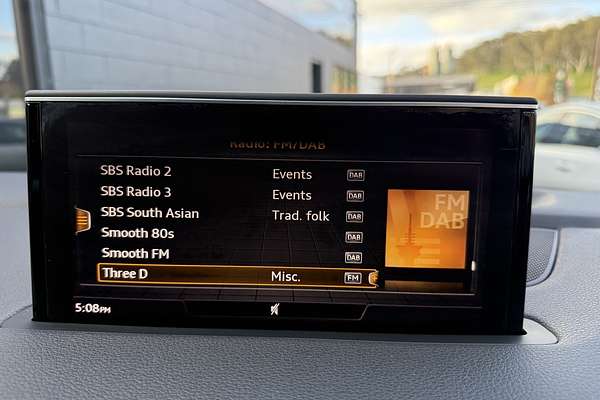 Radio: FM/DAB
SBS Radio 2 Events DAB
SBS Radio 3 Events DAB
SBS South Asian Trad. folk DAB
Smooth 80s DAB
Smooth FM DAB
Three D Misc. FM
FM
DAB
5:08PM